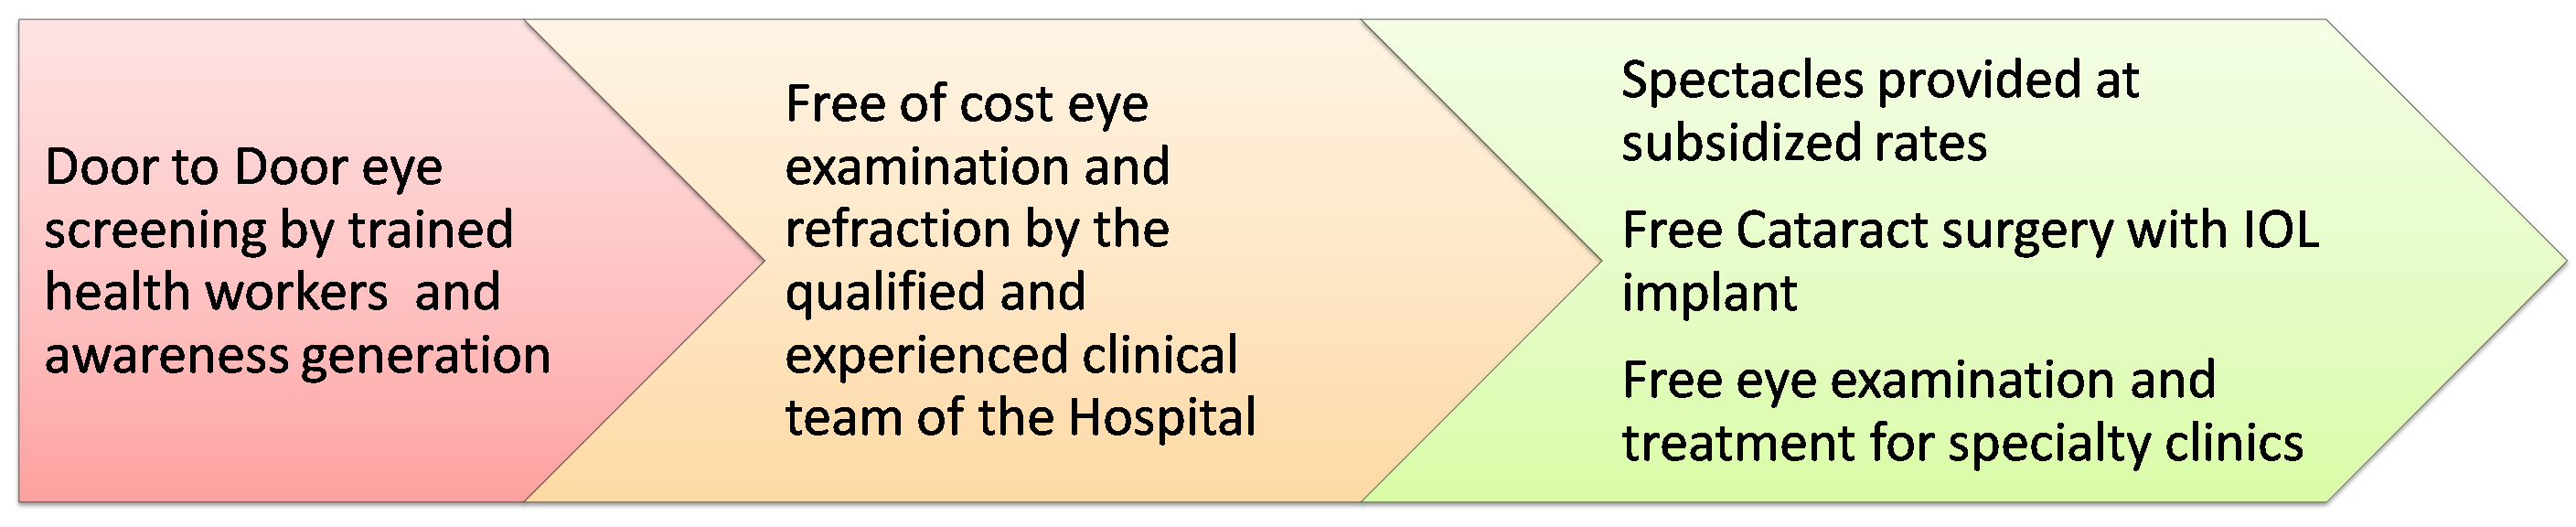 Door to Door eye
screening by trained
health workers  and
awareness generation
Free of cost eye
examination and
refraction by the
qualified and
experienced clinical
team of the Hospital
Spectacles provided at
subsidized rates
Free Cataract surgery with IOL
implant
Free eye examination and
treatment for specialty clinics